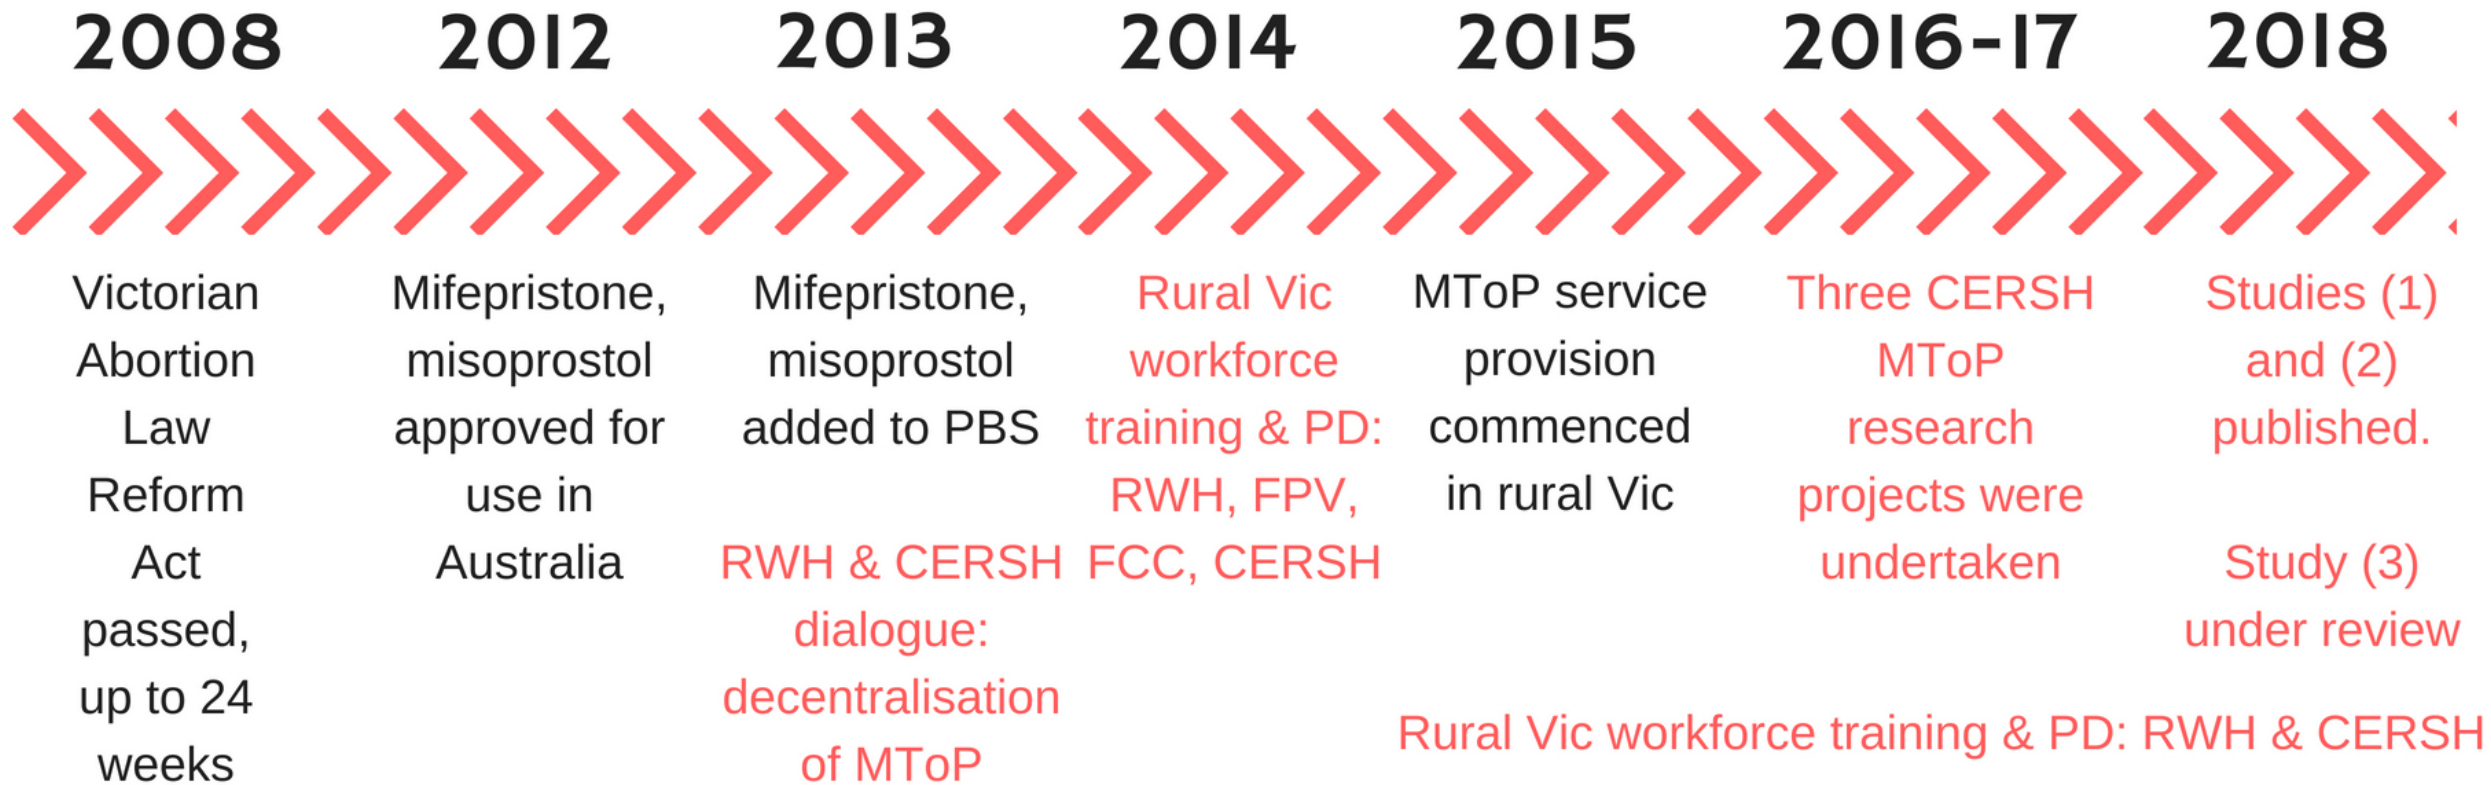 2008
Victorian
Abortion
Law
Reform
Act
passed,
up to 24
weeks
2012
Mifepristone,
misoprostol
approved for
use in
Australia
2013
Mifepristone,
misoprostol
added to PBS
RWH & CERSH
dialogue:
decentralisation
of MToP
2014
Rural Vic
workforce
training & PD:
RWH, FPV,
FCC, CERSH
2015
MToP service
provision
commenced
in rural Vic
2016-17
Three CERSH
MToP
research
projects were
undertaken
2018
Studies (1)
and (2)
published.
Study (3)
under review
Rural Vic workforce training & PD: RWH & CERSH